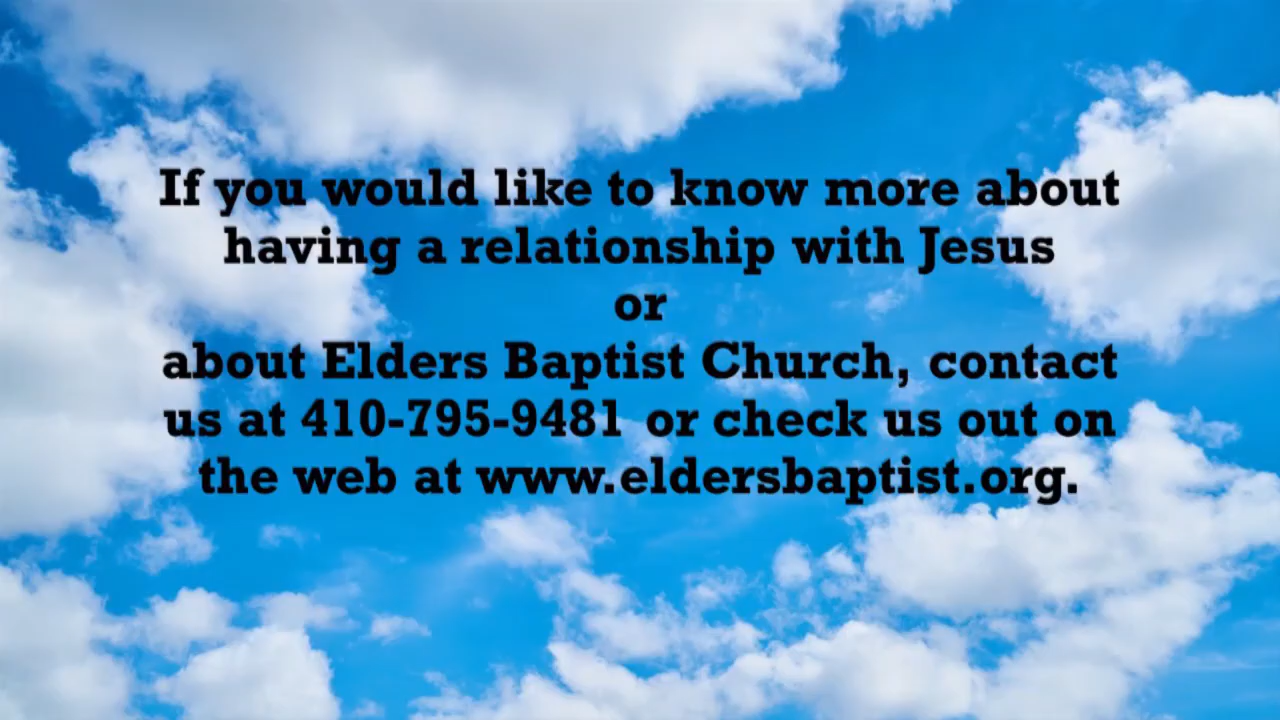 If you would like to know more about
having a relationship with Jesus
or
about Elders Baptist Church, contact
us at 410-795-9481 or check us out on
the web at www.eldersbaptist.org.